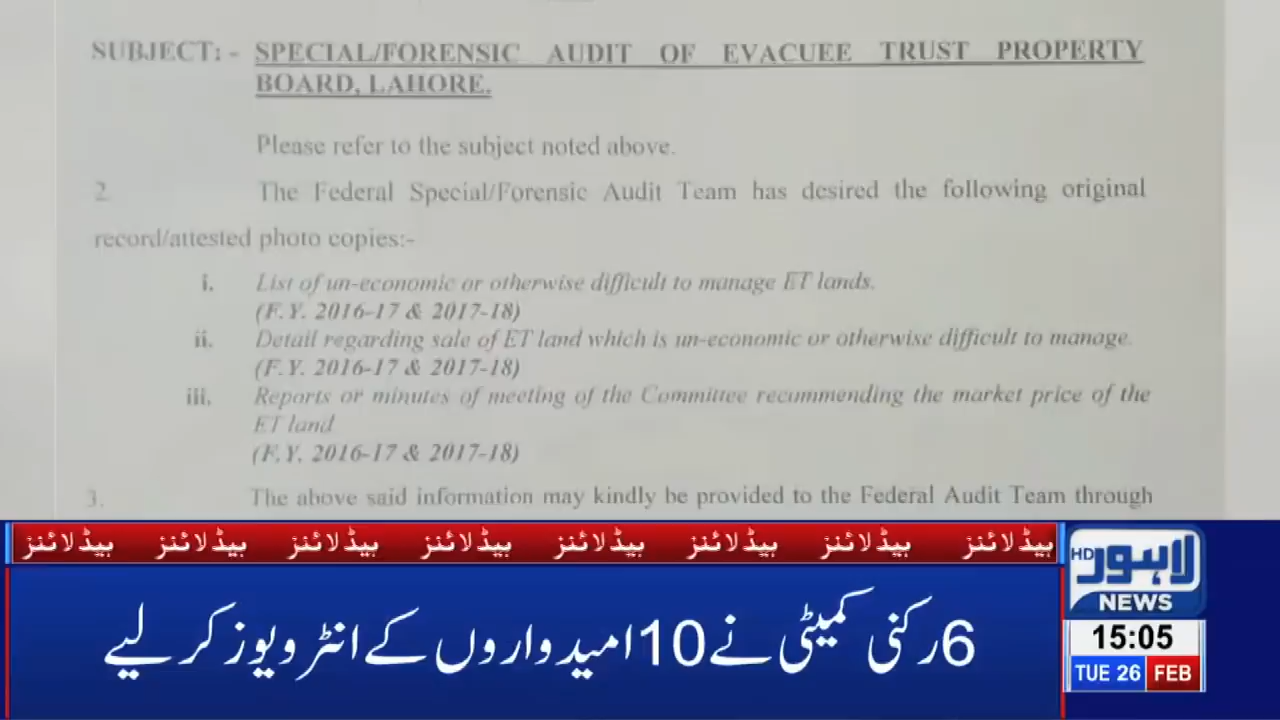 SUBJECT: - SPECIAL/FORENSIC AUDIT OF EVACUEE TRUST PROPERTY
BOARD, LAHORE.
Please refer to the subject noted above.
2. The Federal Special/Forensic Audit Team has desired the following original
record/attested photo copies:-
i. List of un-economic or otherwise difficult to manage ET lands.
(F.Y. 2016-17 & 2017-18)
ii. Detail regarding sale of ET land which is un-economic or otherwise difficult to manage.
(F.Y. 2016-17 & 2017-18)
iii. Reports or minutes of meeting of the Committee recommending the market price of the
ET land
(F.Y. 2016-17 & 2017-18)
3. The above said information may kindly be provided to the Federal Audit Team through
ہیڈلائنز ہیڈلائنز ہیڈلائنز ہیڈلائنز ہیڈلائنز ہیڈلائنز ہیڈلائنز ہیڈلائنز
6 رکنی کمیٹی نے 10 امیدواروں کے انٹرویوز کر لیے
لاہور HD
NEWS
15:05
TUE 26 FEB